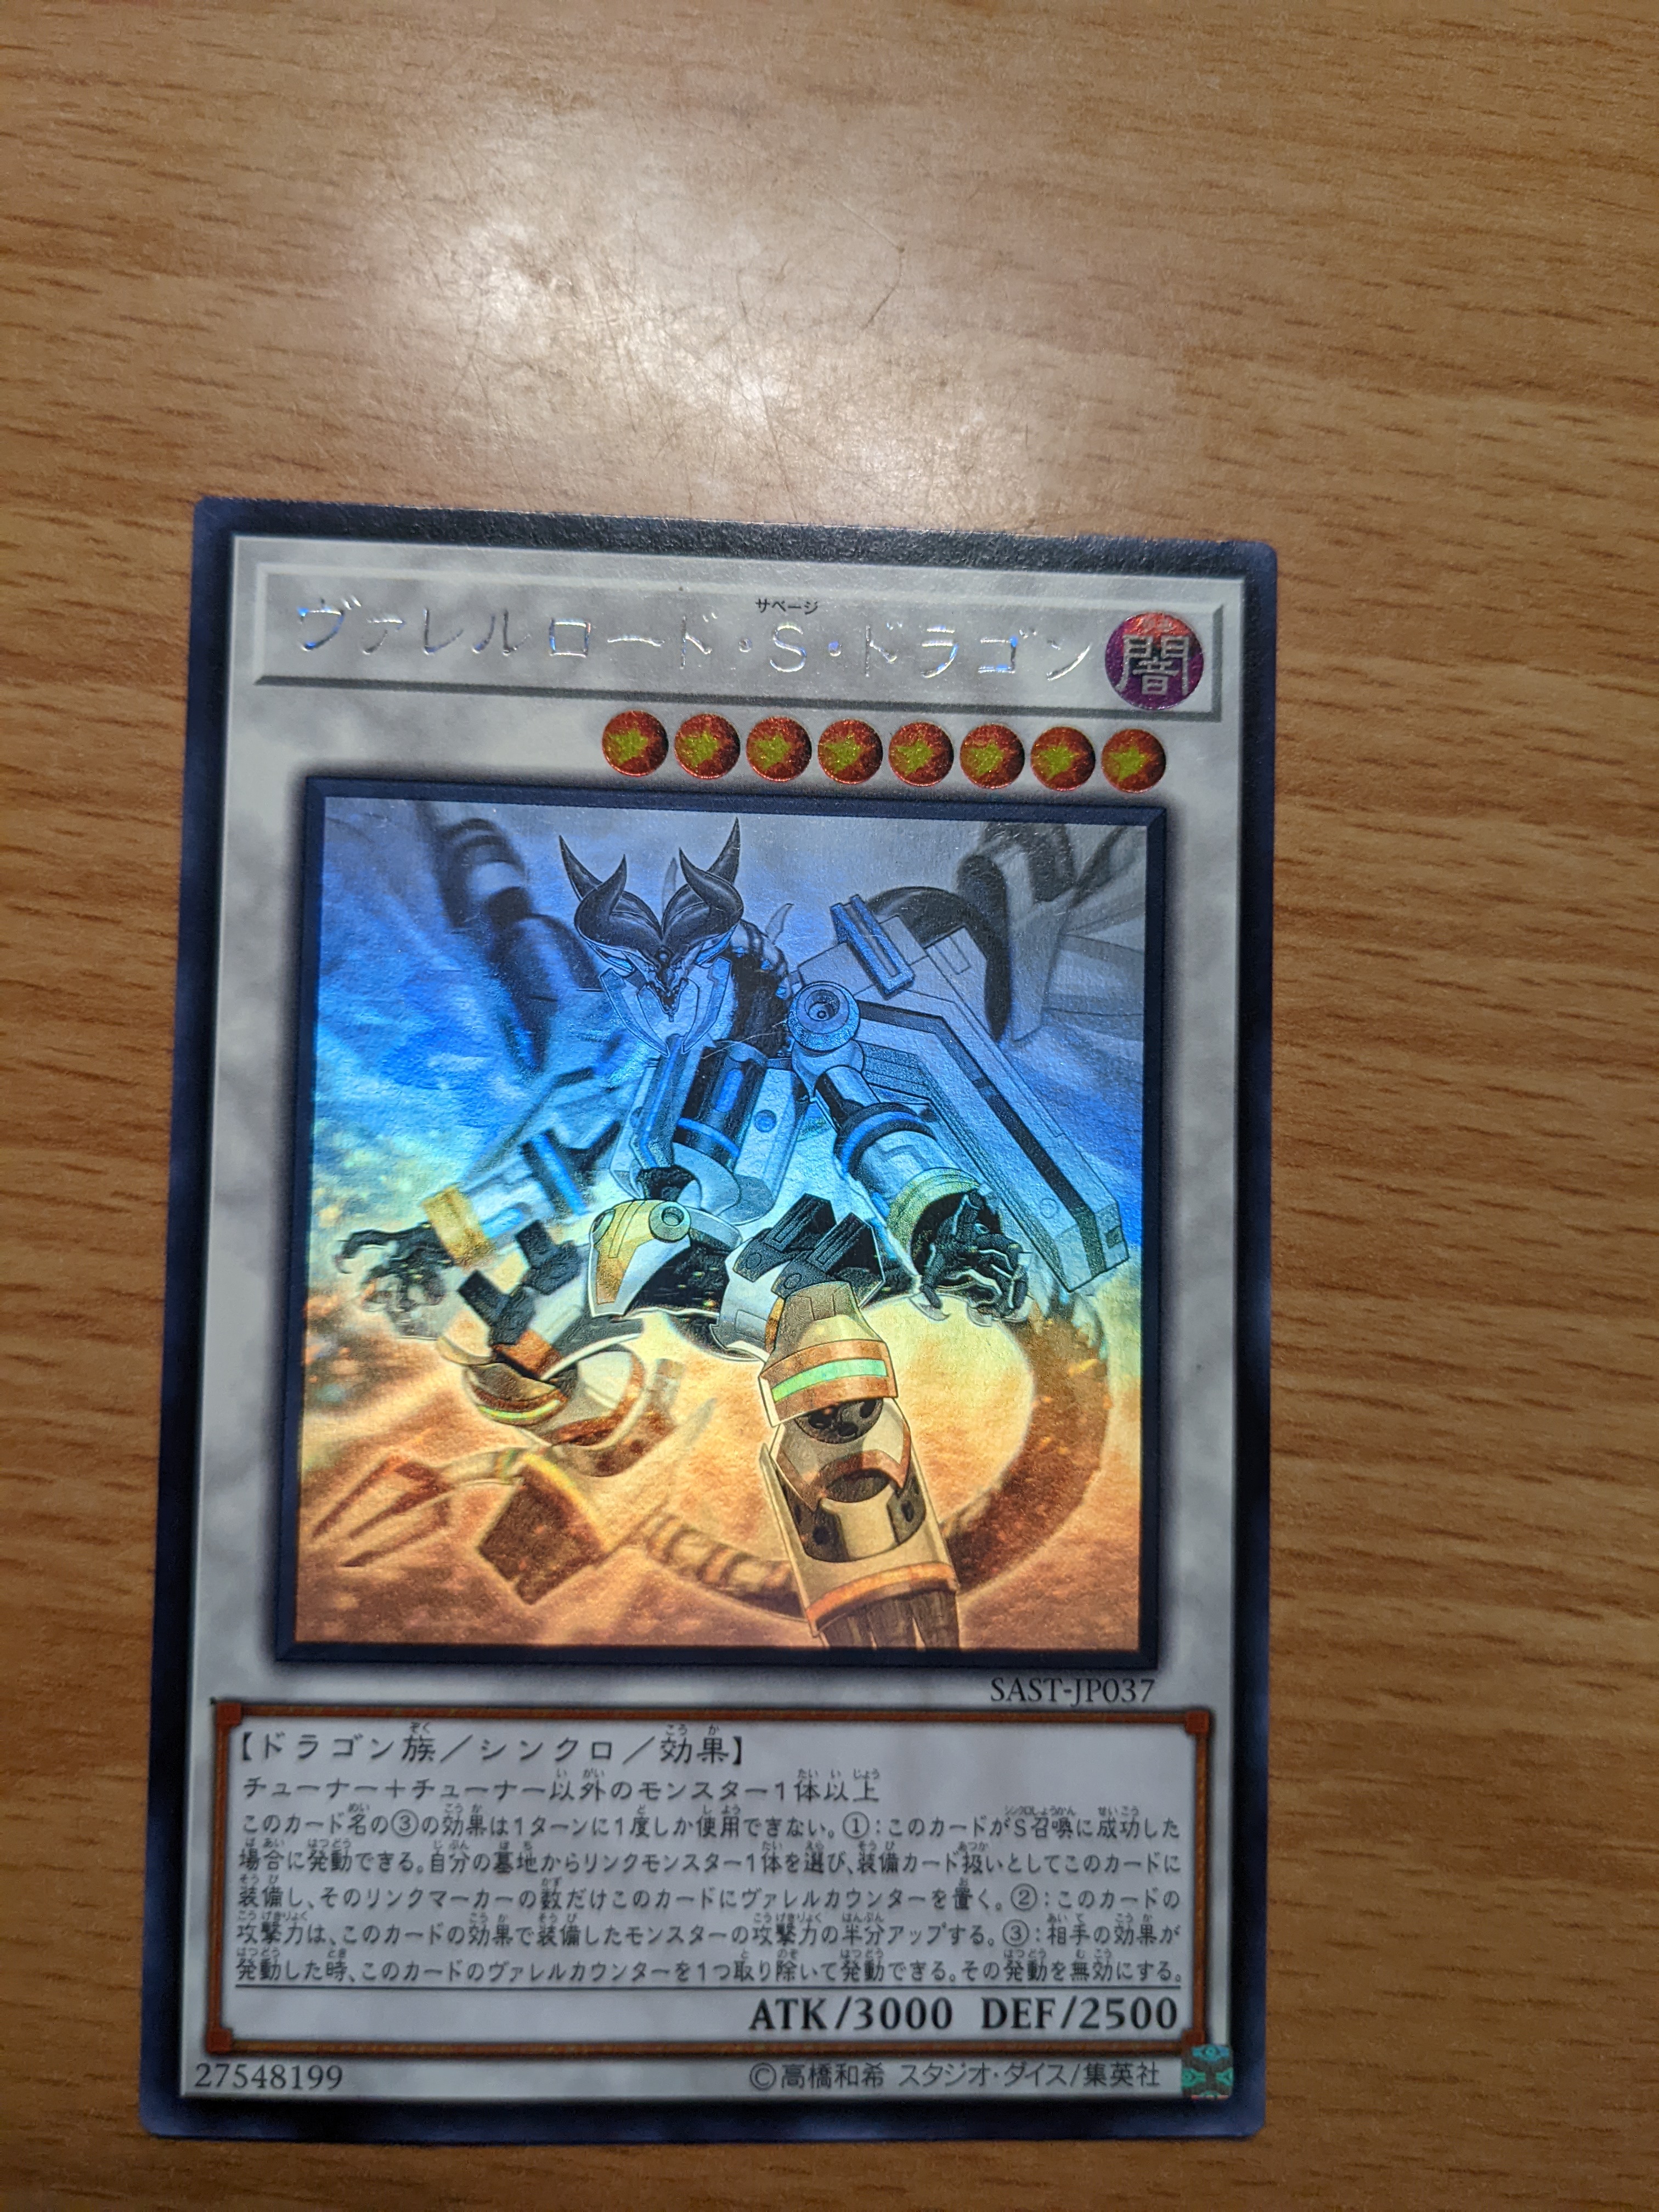 サベージ
ヴァレルロード・S・ドラゴン 闇
SAST-JP037
【ドラゴン族／シンクロ／効果】
チューナー＋チューナー以外のモンスター1体以上
このカード名の③の効果は1ターンに1度しか使用できない。①：このカードがS召喚に成功した
場合に発動できる。自分の墓地からリンクモンスター1体を選び、装備カード扱いとしてこのカードに
装備し、そのリンクマーカーの数だけこのカードにヴァレルカウンターを置く。②：このカードの
攻撃力は、このカードの効果で装備したモンスターの攻撃力の半分アップする。③：相手の効果が
発動した時、このカードのヴァレルカウンターを1つ取り除いて発動できる。その発動を無効にする。
ATK/3000 DEF/2500
27548199 ©高橋和希 スタジオ・ダイス/集英社